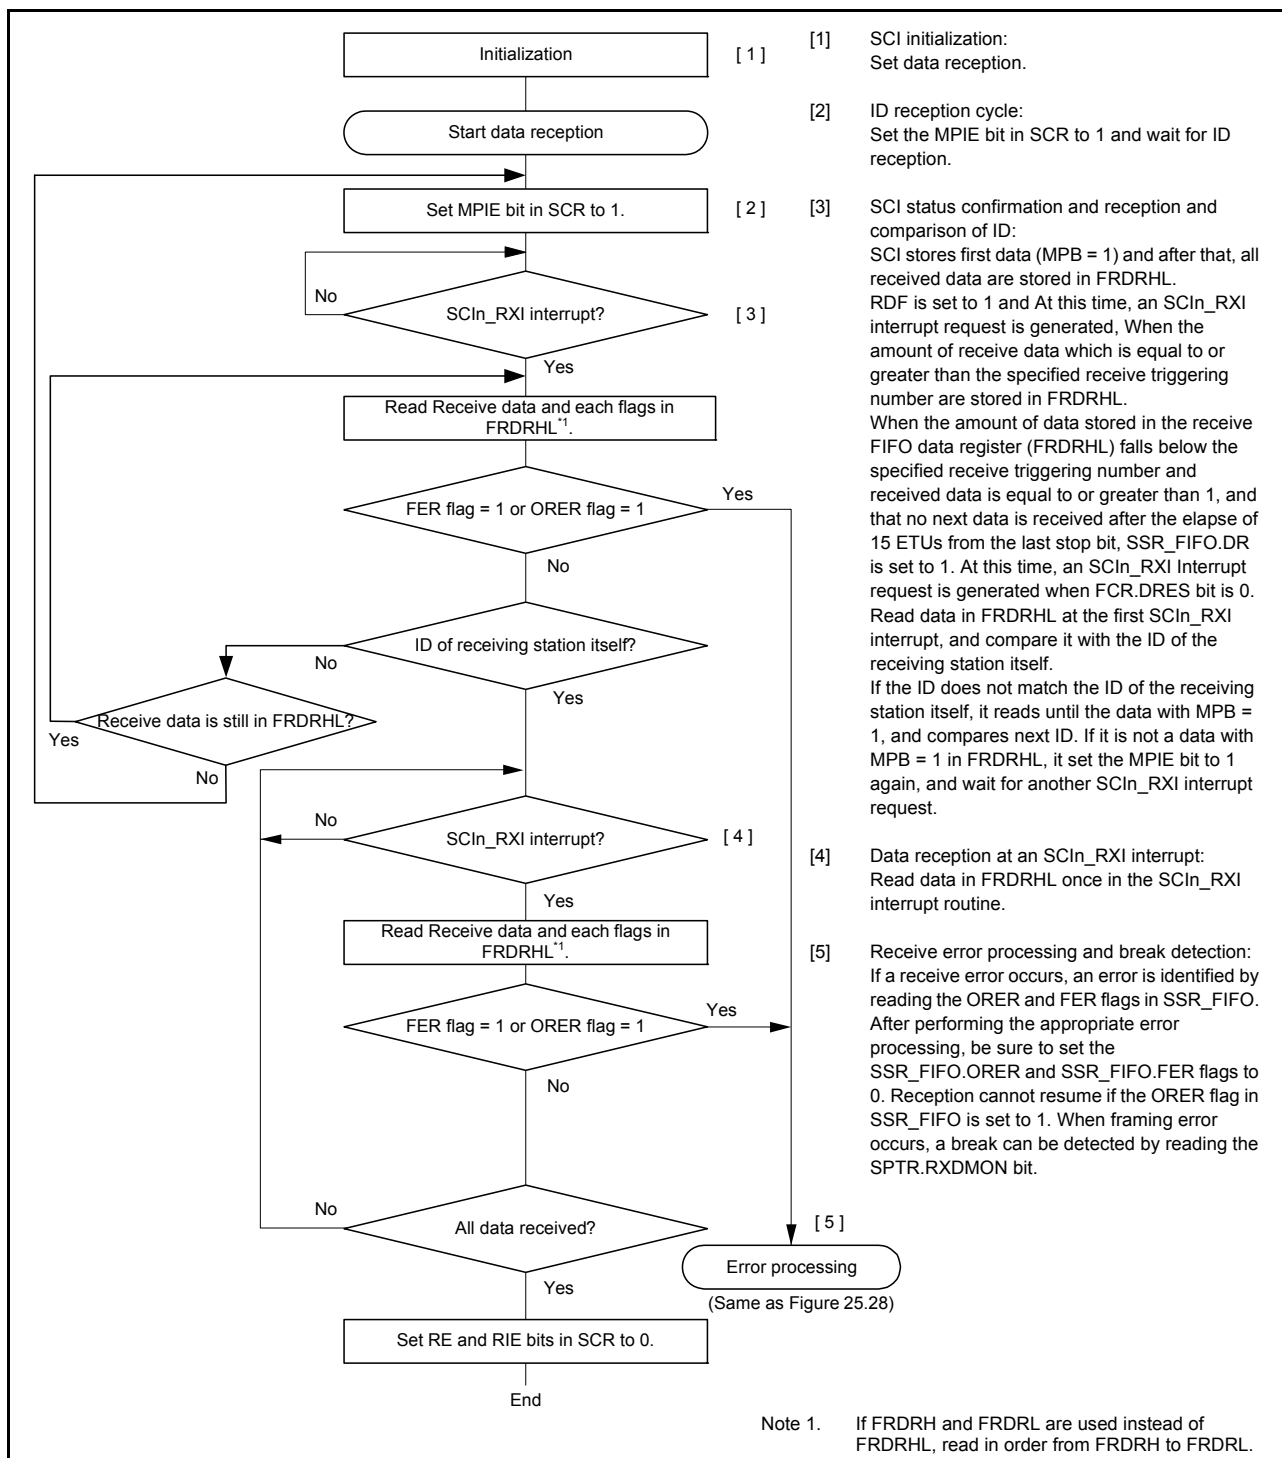 Initialization
[ 1 ]
Start data reception
Set MPIE bit in SCR to 1.
[ 2 ]
No
SCIn_RXI interrupt?
[ 3 ]
Yes
Read Receive data and each flags in
FRDRHL*1.
FER flag = 1 or ORER flag = 1
Yes
No
ID of receiving station itself?
No
Yes
Receive data is still in FRDRHL?
Yes
No
No
SCIn_RXI interrupt?
[ 4 ]
Yes
Read Receive data and each flags in
FRDRHL*1.
FER flag = 1 or ORER flag = 1
Yes
No
No
All data received?
Yes
[ 5 ]
Error processing
(Same as Figure 25.28)
Set RE and RIE bits in SCR to 0.
End
[1] SCI initialization:
Set data reception.
[2] ID reception cycle:
Set the MPIE bit in SCR to 1 and wait for ID
reception.
[3] SCI status confirmation and reception and
comparison of ID:
SCI stores first data (MPB = 1) and after that, all
received data are stored in FRDRHL.
RDF is set to 1 and At this time, an SCIn_RXI
interrupt request is generated, When the
amount of receive data which is equal to or
greater than the specified receive triggering
number are stored in FRDRHL.
When the amount of data stored in the receive
FIFO data register (FRDRHL) falls below the
specified receive triggering number and
received data is equal to or greater than 1, and
that no next data is received after the elapse of
15 ETUs from the last stop bit, SSR_FIFO.DR
is set to 1. At this time, an SCIn_RXI Interrupt
request is generated when FCR.DRES bit is 0.
Read data in FRDRHL at the first SCIn_RXI
interrupt, and compare it with the ID of the
receiving station itself.
If the ID does not match the ID of the receiving
station itself, it reads until the data with MPB =
1, and compares next ID. If it is not a data with
MPB = 1 in FRDRHL, it set the MPIE bit to 1
again, and wait for another SCIn_RXI interrupt
request.
[4] Data reception at an SCIn_RXI interrupt:
Read data in FRDRHL once in the SCIn_RXI
interrupt routine.
[5] Receive error processing and break detection:
If a receive error occurs, an error is identified by
reading the ORER and FER flags in SSR_FIFO.
After performing the appropriate error
processing, be sure to set the
SSR_FIFO.ORER and SSR_FIFO.FER flags to
0. Reception cannot resume if the ORER flag in
SSR_FIFO is set to 1. When framing error
occurs, a break can be detected by reading the
SPTR.RXDMON bit.
Note 1. If FRDRH and FRDRL are used instead of
FRDRHL, read in order from FRDRH to FRDRL.